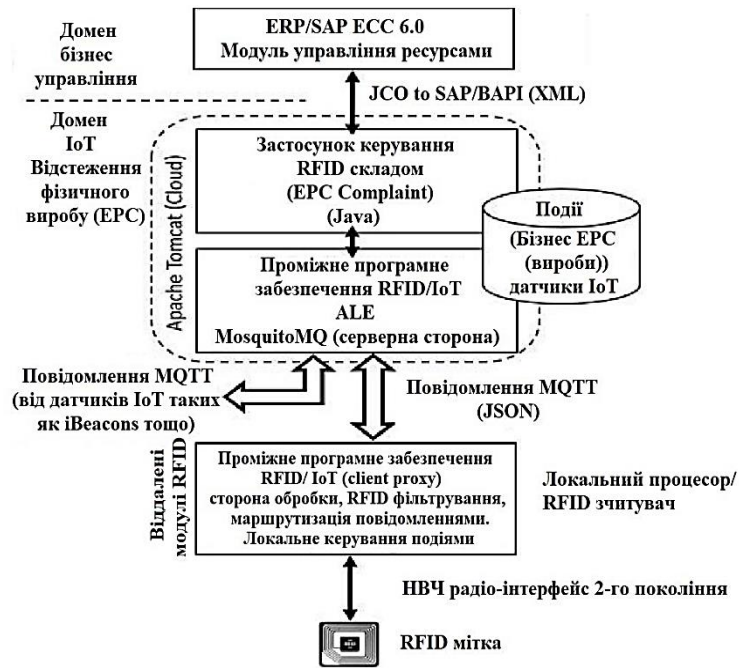 Домен
бізнес
управління
ERP/SAP ECC 6.0
Модуль управління ресурсами
JCO to SAP/BAPI (XML)
Домен
IoT
Відстеження
фізичного
виробу (EPC)
Apache Tomcat (Cloud)
Застосунок керування
RFID складом
(EPC Complaint)
(Java)
Події
(Бізнес EPC
(вироби))
датчики IoT
Проміжне програмне
забезпечення RFID/IoT
ALE
MosquitoMQ (серверна сторона)
Повідомлення MQTT
(від датчиків IoT таких
як iBeacons тощо)
Повідомлення MQTT
(JSON)
Віддалені
модулі RFID
Проміжне програмне забезпечення
RFID/ IoT (client proxy)
сторона обробки, RFID фільтрування,
маршрутизація повідомленнями.
Локальне керування подіями
Локальний процесор/
RFID зчитувач
НВЧ радіо-інтерфейс 2-го покоління
RFID мітка